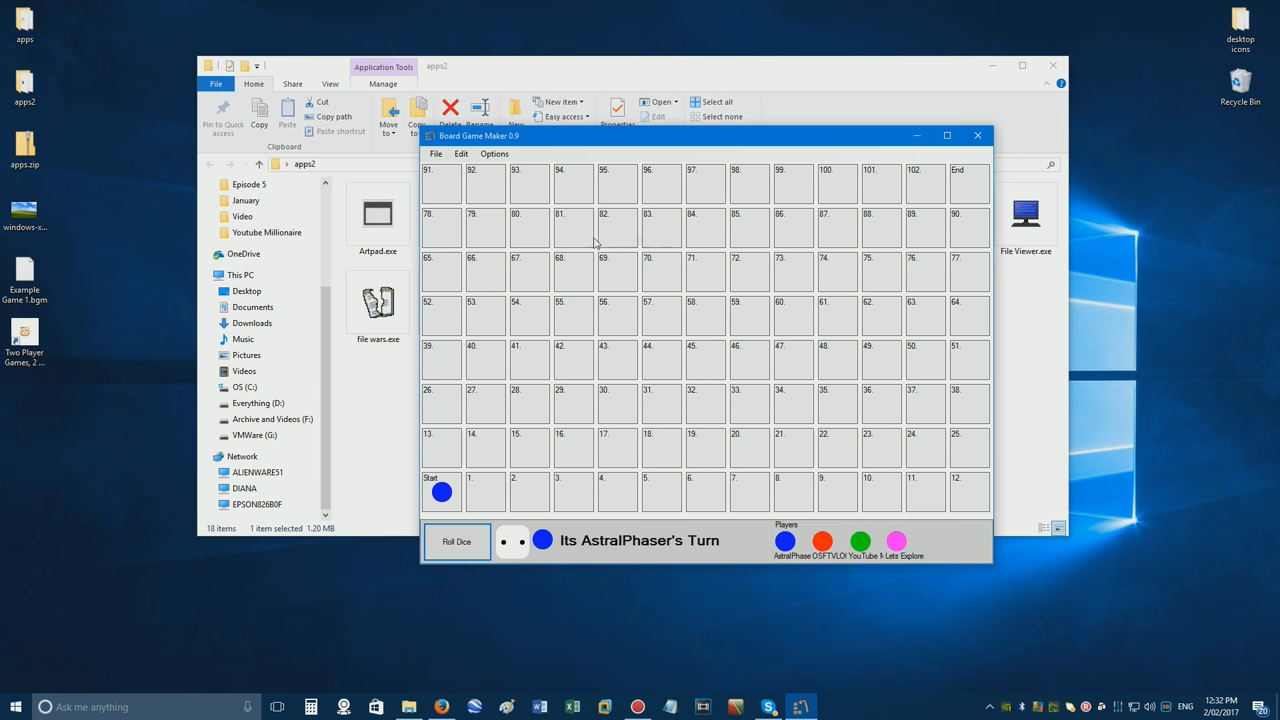 apps
apps2
apps.zip
windows-x...
Example
Game 1.bgm
Two Player
Games, 2 ...
desktop
icons
Recycle Bin
Application Tools
apps2
File
Home
Share
View
Manage
Pin to Quick
access
Copy
Paste
Cut
Copy path
Paste shortcut
Clipboard
Move
to
Copy
to
Delete
Rename
New
New item
Easy access
Properties
Open
Edit
Select all
Select none
apps2
Episode 5
January
Video
Youtube Millionaire
OneDrive
This PC
Desktop
Documents
Downloads
Music
Pictures
Videos
OS (C:)
Everything (D:)
Archive and Videos (F:)
VMWare (G:)
Network
ALIENWARE51
DIANA
EPSON826B0F
18 items
1 item selected 1.20 MB
Artpad.exe
file wars.exe
File Viewer.exe
Board Game Maker 0.9
File Edit Options
91. 92. 93. 94. 95. 96. 97. 98. 99. 100. 101. 102. End
78. 79. 80. 81. 82. 83. 84. 85. 86. 87. 88. 89. 90.
65. 66. 67. 68. 69. 70. 71. 72. 73. 74. 75. 76. 77.
52. 53. 54. 55. 56. 57. 58. 59. 60. 61. 62. 63. 64.
39. 40. 41. 42. 43. 44. 45. 46. 47. 48. 49. 50. 51.
26. 27. 28. 29. 30. 31. 32. 33. 34. 35. 36. 37. 38.
13. 14. 15. 16. 17. 18. 19. 20. 21. 22. 23. 24. 25.
Start 1. 2. 3. 4. 5. 6. 7. 8. 9. 10. 11. 12.
Roll Dice
Its AstralPhaser's Turn
Players
AstralPhase OSFTVLO YouTube Lets Explore
Ask me anything
ENG
12:32 PM
2/02/2017
20